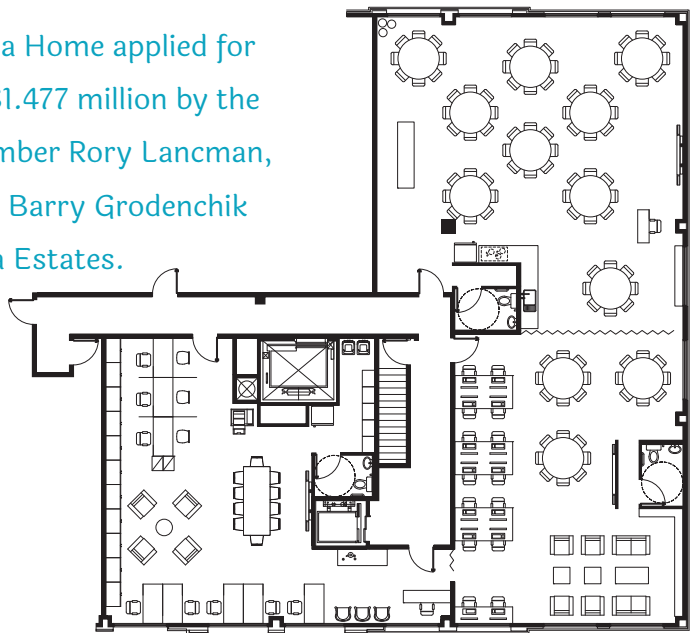 a Home applied for
$1.477 million by the
mber Rory Lancman,
Barry Grodenchik
a Estates.